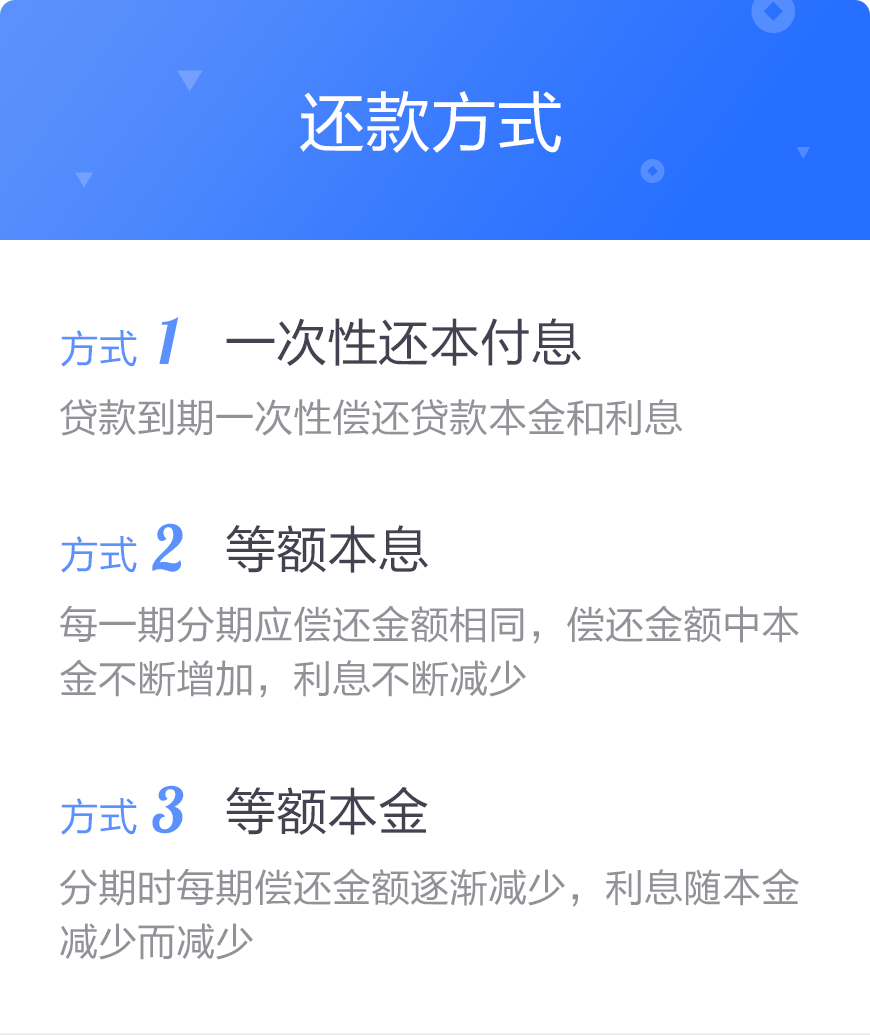 还款方式
方式 1 一次性还本付息
贷款到期一次性偿还贷款本金和利息
方式 2 等额本息
每一期分期应偿还金额相同，偿还金额中本
金不断增加，利息不断减少
方式 3 等额本金
分期时每期偿还金额逐渐减少，利息随本金
减少而减少